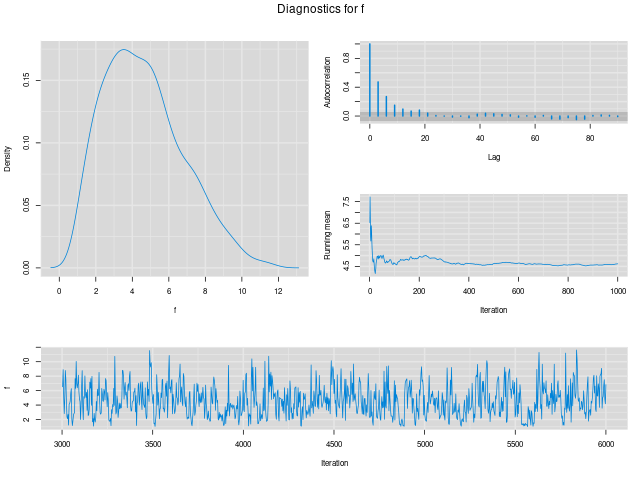 Diagnostics for f
Density
0.00
0.05
0.10
0.15
0 2 4 6 8 10 12
f
Autocorrelation
0.0
0.4
0.8
0 20 40 60 80
Lag
Running mean
4.5
5.5
6.5
7.5
0 200 400 600 800 1000
Iteration
f
2
4
6
8
10
3000 3500 4000 4500 5000 5500 6000
Iteration